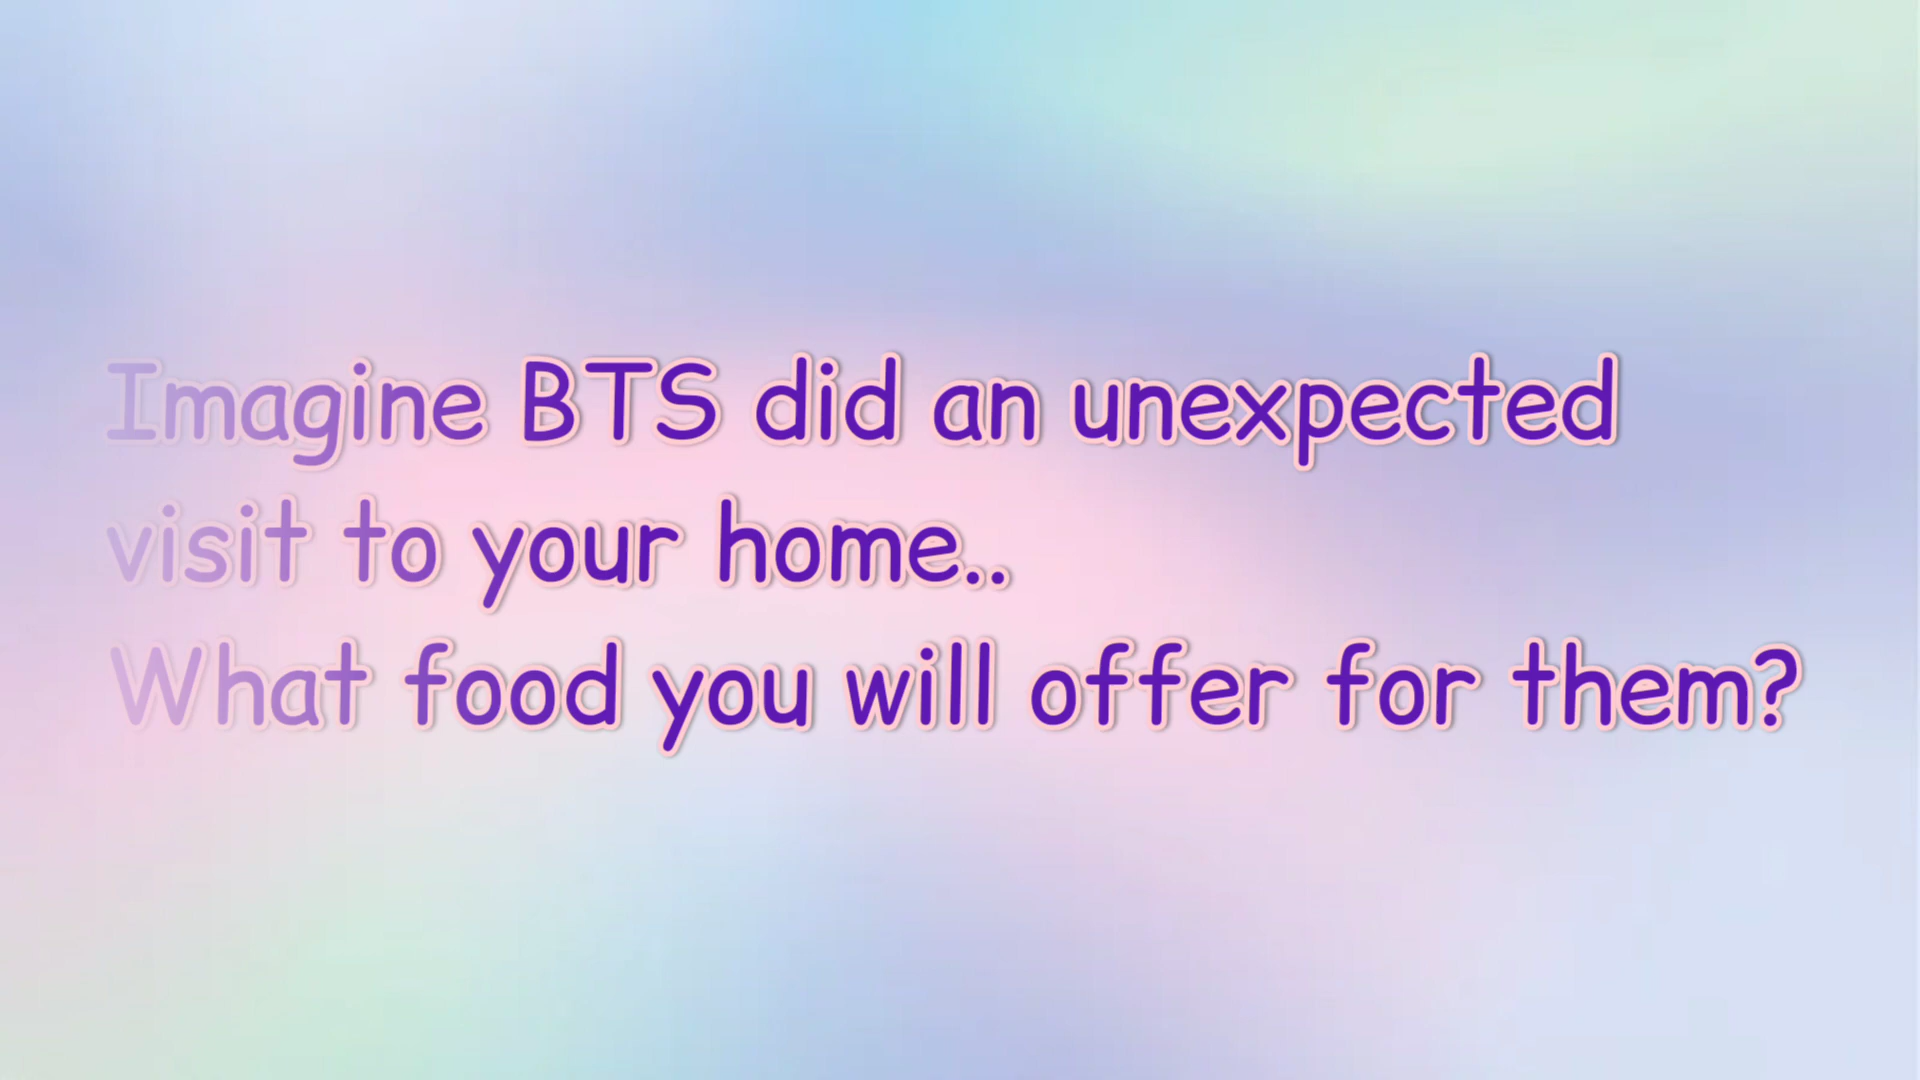 Imagine BTS did an unexpected
visit to your home..
What food you will offer for them?